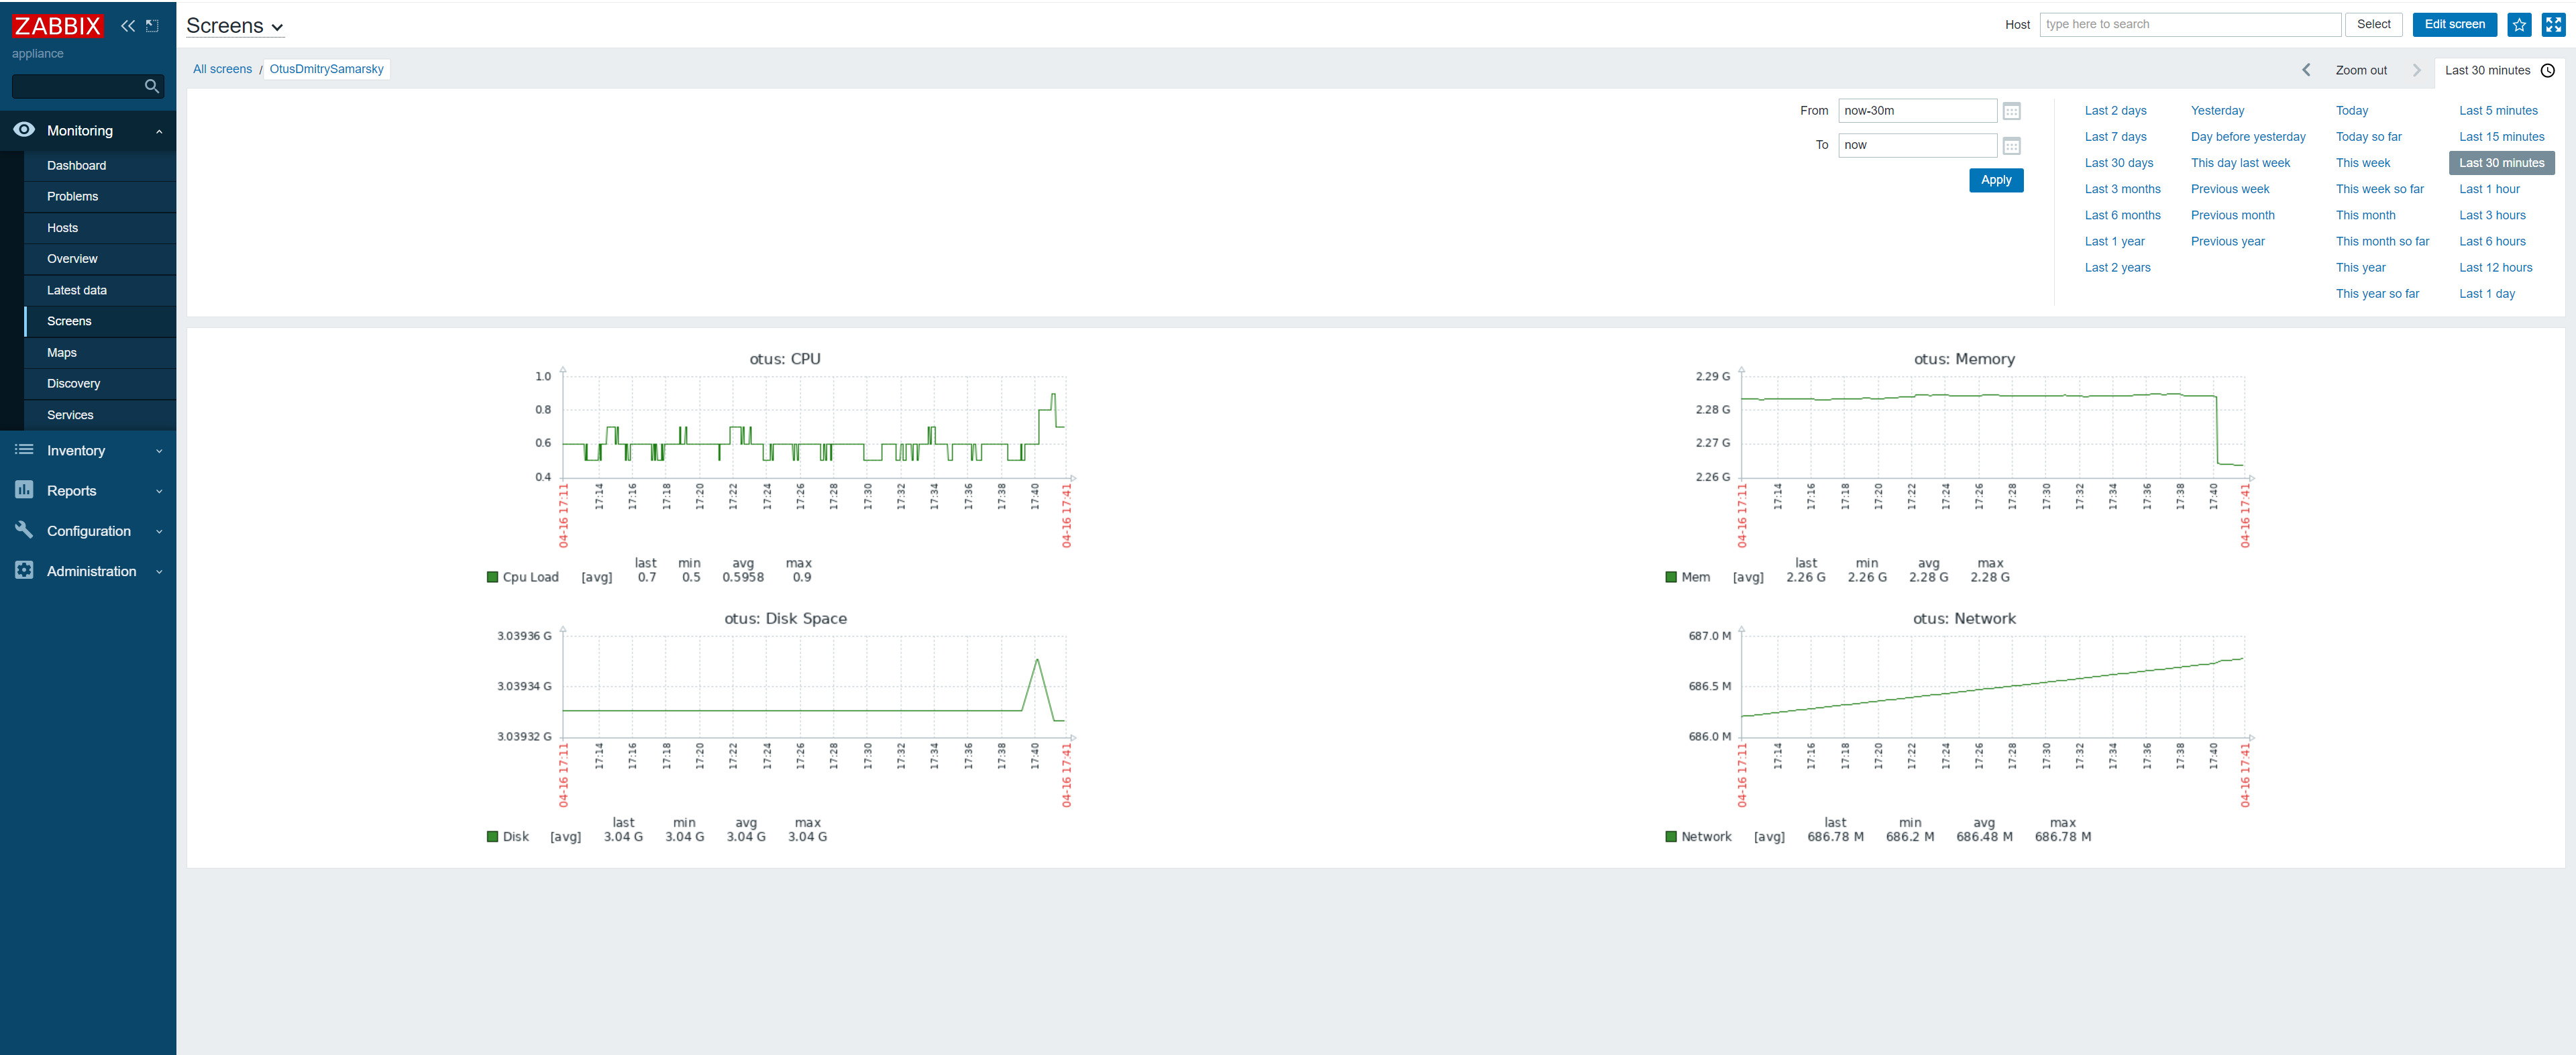 ZABBIX
appliance
Monitoring
Dashboard
Problems
Hosts
Overview
Latest data
Screens
Maps
Discovery
Services
Inventory
Reports
Configuration
Administration
Screens
Host type here to search Select Edit screen
All screens / OtusDmitrySamarsky
Zoom out Last 30 minutes
From now-30m
To now
Apply
Last 2 days Yesterday Today Last 5 minutes
Last 7 days Day before yesterday Today so far Last 15 minutes
Last 30 days This day last week This week Last 30 minutes
Last 3 months Previous week This week so far Last 1 hour
Last 6 months Previous month This month Last 3 hours
Last 1 year Previous year This month so far Last 6 hours
Last 2 years This year Last 12 hours
This year so far Last 1 day
otus: CPU
1.0
0.8
0.6
0.4
04-16 17:11 17:14 17:16 17:18 17:20 17:22 17:24 17:26 17:28 17:30 17:32 17:34 17:36 17:38 17:40 04-16 17:41
last min avg max
Cpu Load [avg] 0.7 0.5 0.5958 0.9
otus: Memory
2.29 G
2.28 G
2.27 G
2.26 G
04-16 17:11 17:14 17:16 17:18 17:20 17:22 17:24 17:26 17:28 17:30 17:32 17:34 17:36 17:38 17:40 04-16 17:41
last min avg max
Mem [avg] 2.26 G 2.26 G 2.28 G 2.28 G
otus: Disk Space
3.03936 G
3.03934 G
3.03932 G
04-16 17:11 17:14 17:16 17:18 17:20 17:22 17:24 17:26 17:28 17:30 17:32 17:34 17:36 17:38 17:40 04-16 17:41
last min avg max
Disk [avg] 3.04 G 3.04 G 3.04 G 3.04 G
otus: Network
687.0 M
686.5 M
686.0 M
04-16 17:11 17:14 17:16 17:18 17:20 17:22 17:24 17:26 17:28 17:30 17:32 17:34 17:36 17:38 17:40 04-16 17:41
last min avg max
Network [avg] 686.78 M 686.2 M 686.48 M 686.78 M